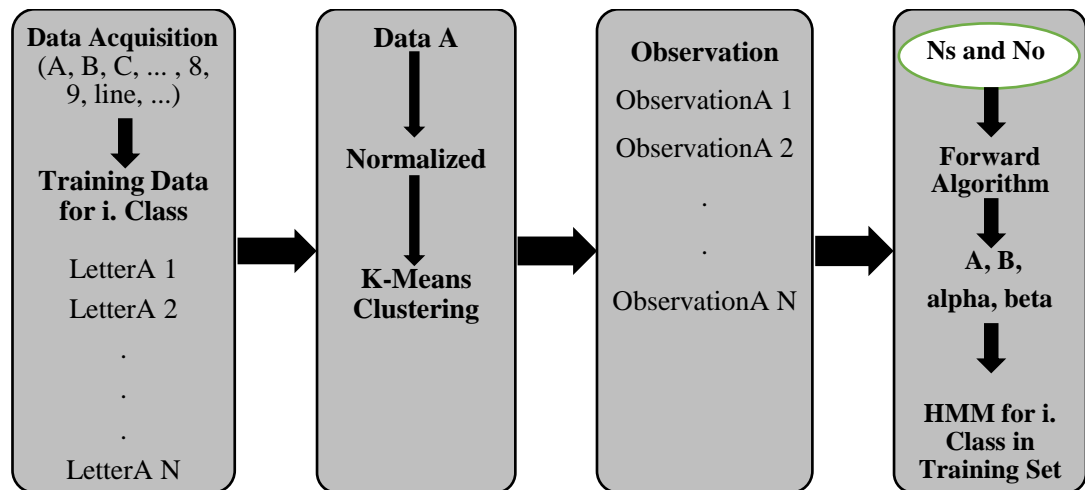 Data Acquisition
(A, B, C, ... , 8,
9, line, ...)
Training Data
for i. Class
LetterA 1
LetterA 2
.
.
.
LetterA N
Data A
Normalized
K-Means
Clustering
Observation
ObservationA 1
ObservationA 2
.
.
ObservationA N
Ns and No
Forward
Algorithm
A, B,
alpha, beta
HMM for i.
Class in
Training Set